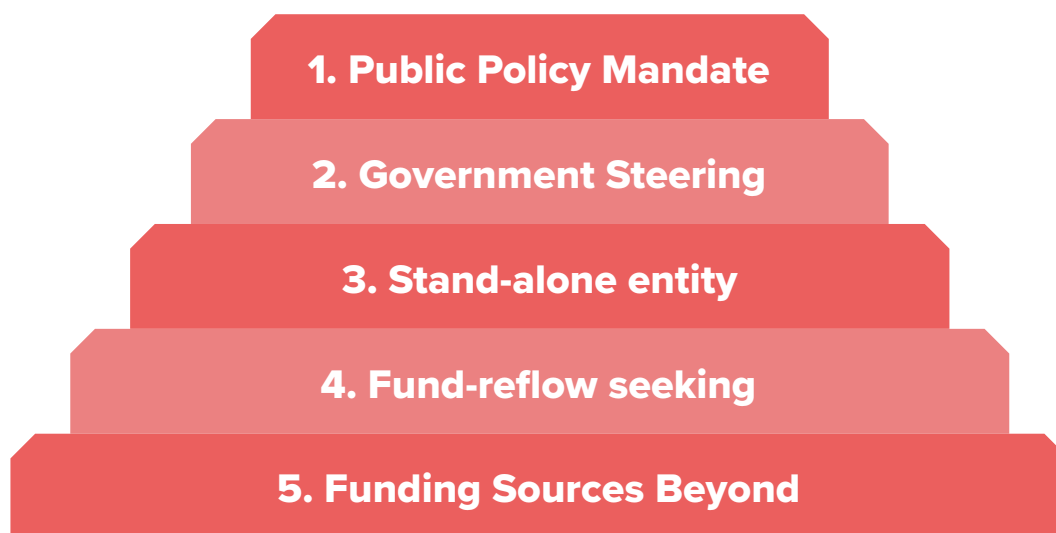 1. Public Policy Mandate
2. Government Steering
3. Stand-alone entity
4. Fund-reflow seeking
5. Funding Sources Beyond